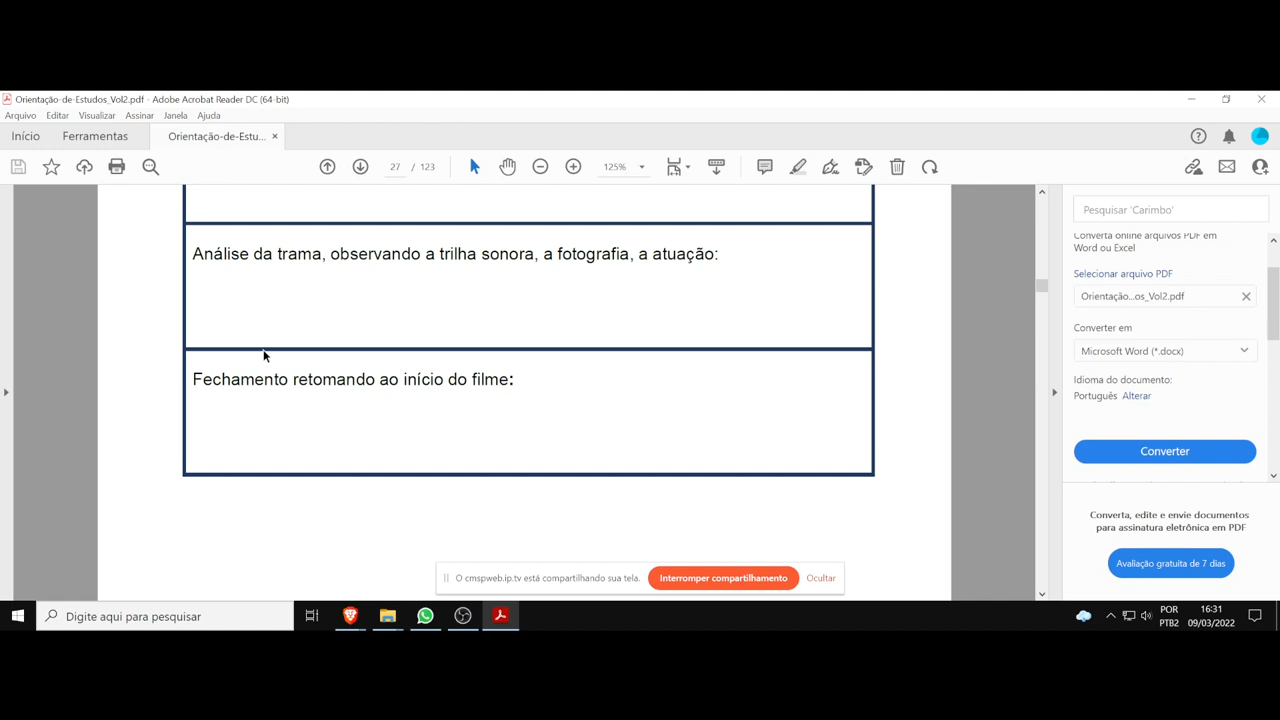 Orientação-de-Estudos_Vol2.pdf - Adobe Acrobat Reader DC (64-bit)
Arquivo Editar Visualizar Assinar Janela Ajuda
Início Ferramentas Orientação-de-Estu... ×
27 / 123 125%
Análise da trama, observando a trilha sonora, a fotografia, a atuação:
Fechamento retomando ao início do filme:
Pesquisar 'Carimbo'
Converta online arquivos PDF em
Word ou Excel
Selecionar arquivo PDF
Orientação...os_Vol2.pdf
Converter em
Microsoft Word (*.docx)
Idioma do documento:
Português Alterar
Converter
Converta, edite e envie documentos
para assinatura eletrônica em PDF
Avaliação gratuita de 7 dias
O cmspweb.ip.tv está compartilhando sua tela. Interromper compartilhamento Ocultar
Digite aqui para pesquisar
POR
PTB2
16:31
09/03/2022